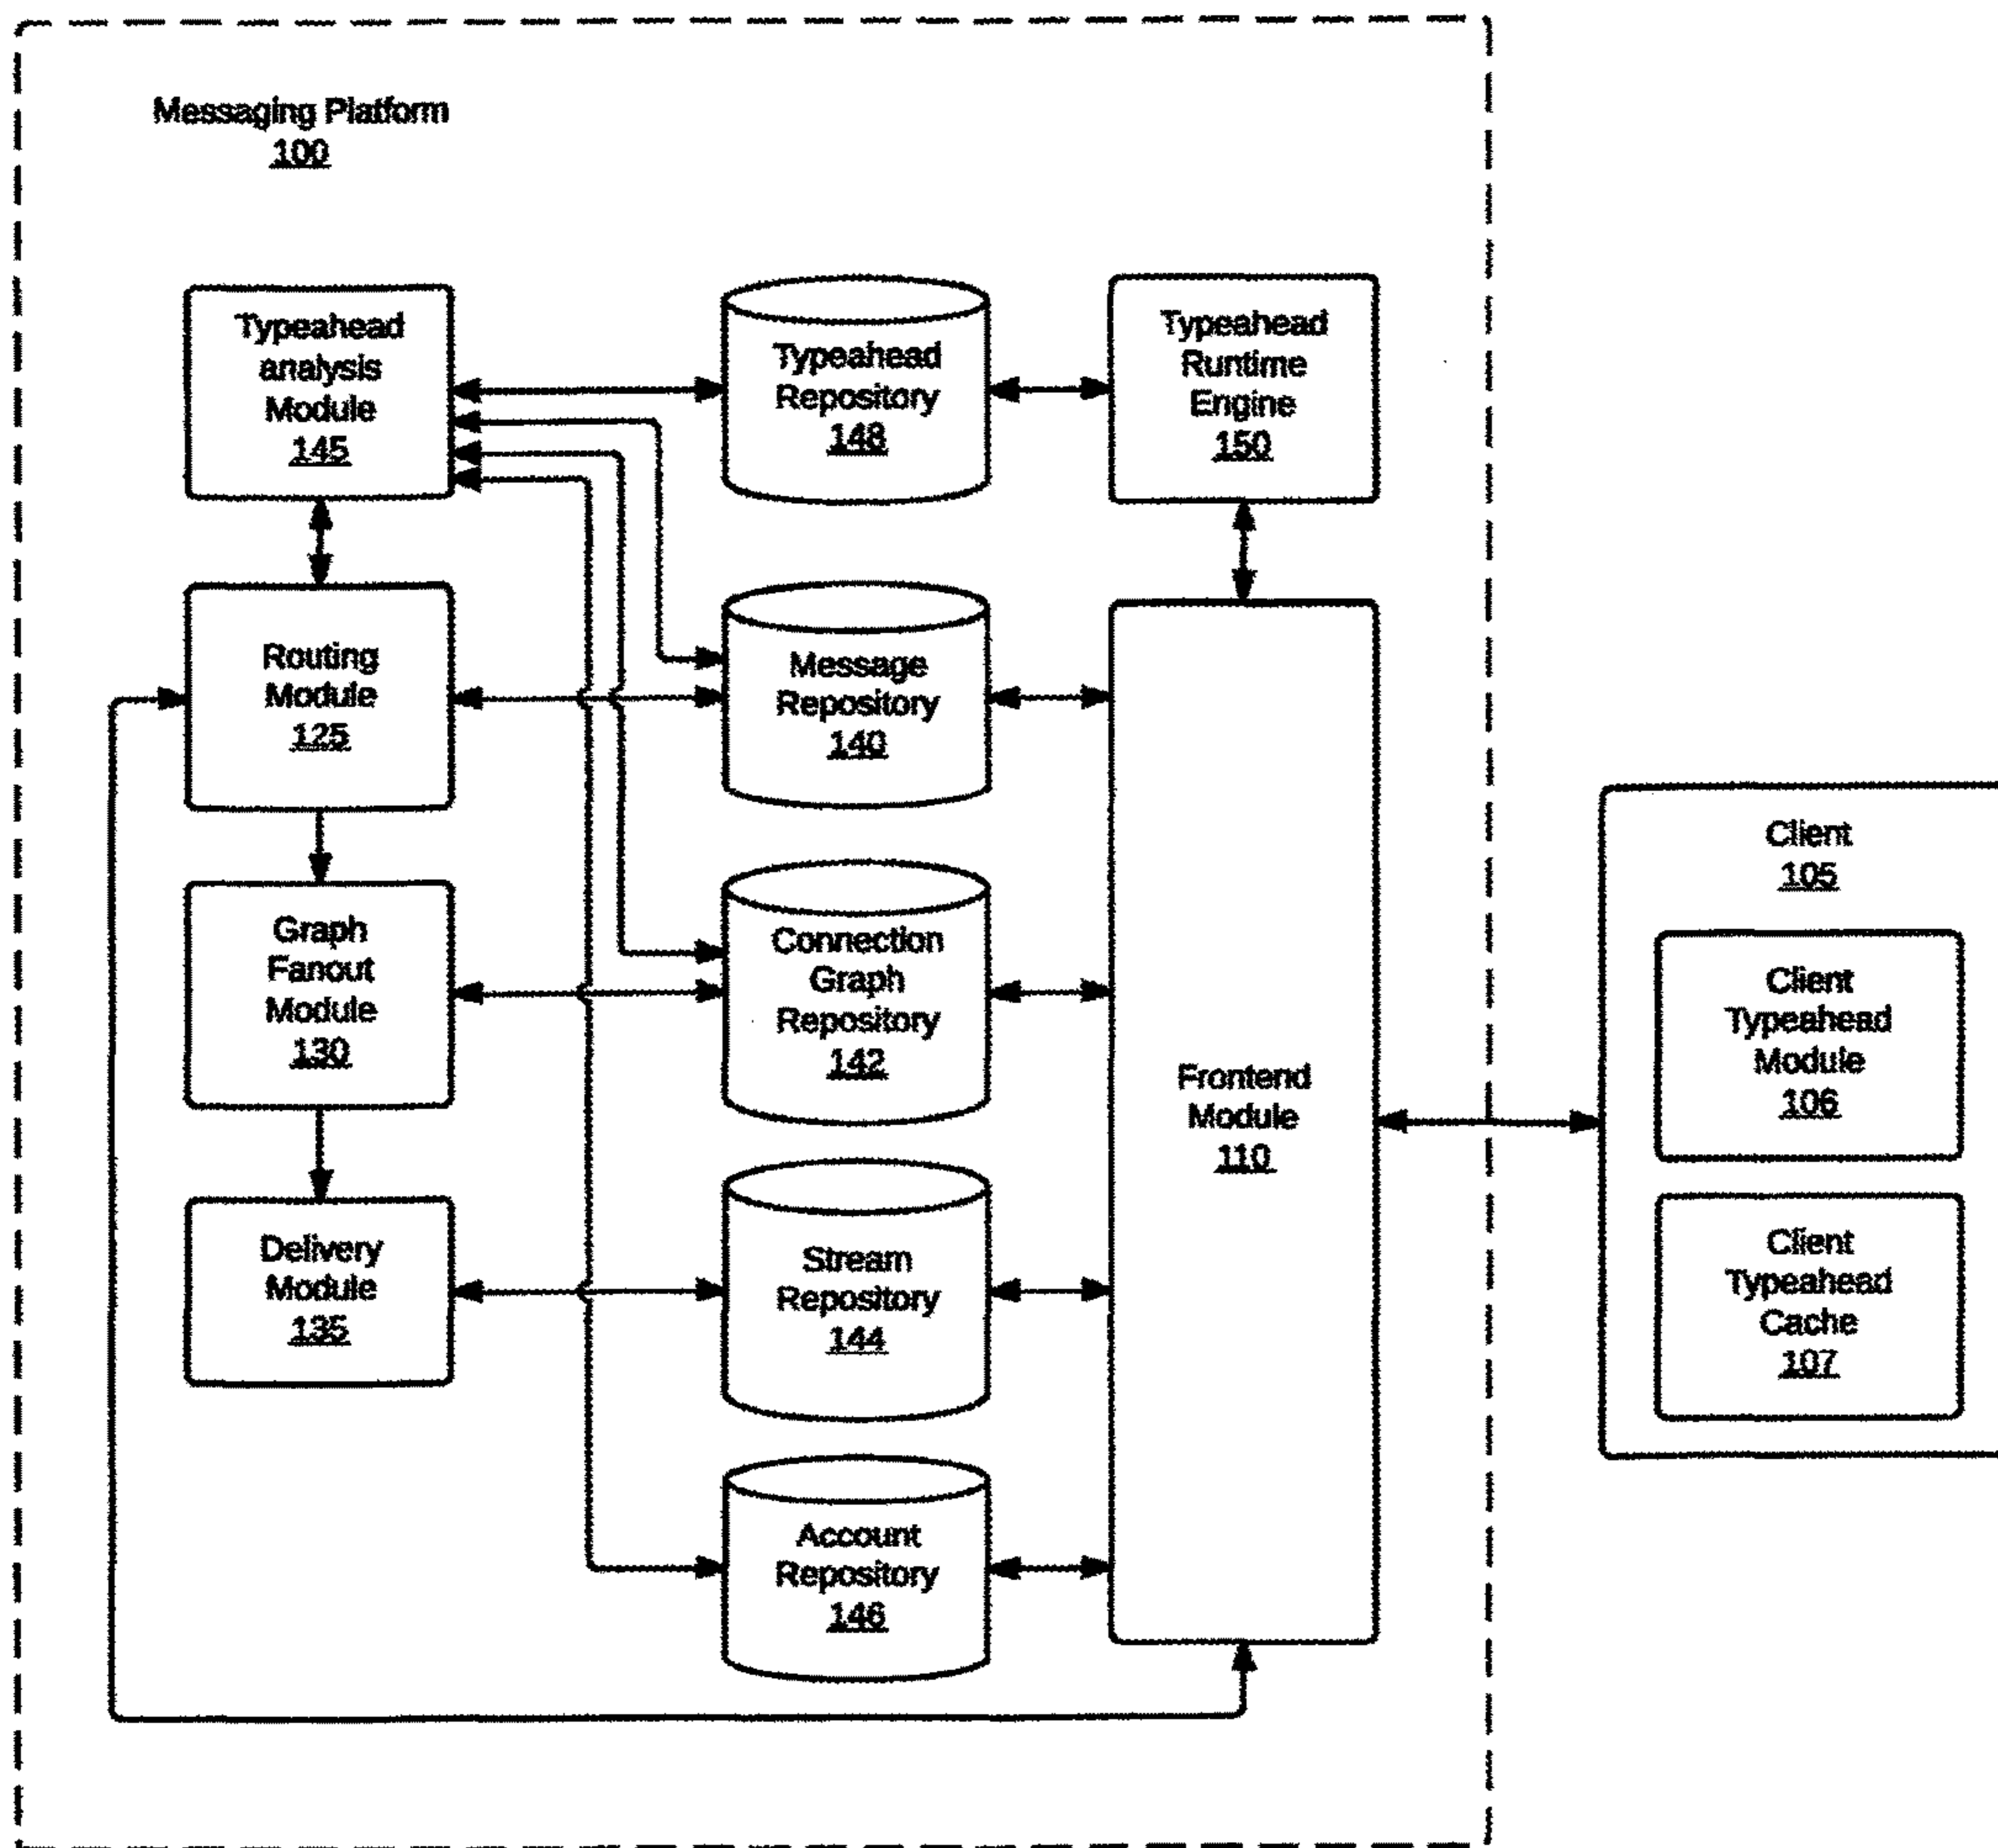 Messaging Platform
100
Typeahead
analysis
Module
145
Typeahead
Repository
148
Typeahead
Runtime
Engine
150
Routing
Module
125
Message
Repository
140
Graph
Fanout
Module
130
Connection
Graph
Repository
142
Frontend
Module
110
Delivery
Module
135
Stream
Repository
144
Account
Repository
146
Client
105
Client
Typeahead
Module
106
Client
Typeahead
Cache
107